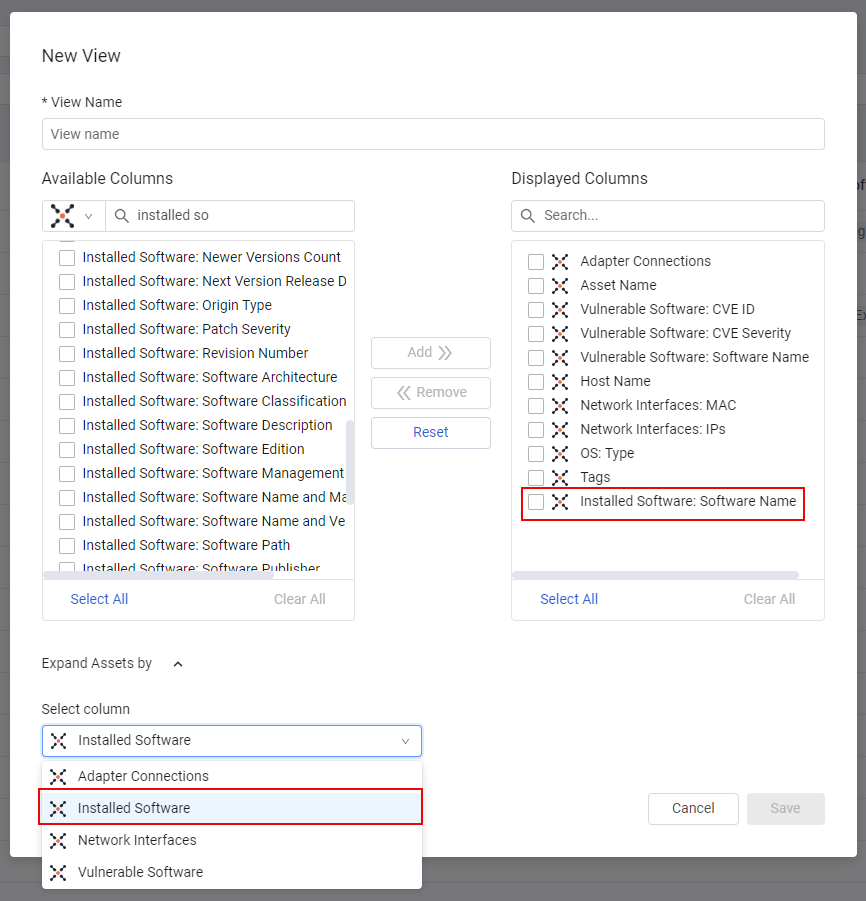 New View
* View Name
View name
Available Columns
installed so
Installed Software: Newer Versions Count
Installed Software: Next Version Release D
Installed Software: Origin Type
Installed Software: Patch Severity
Installed Software: Revision Number
Installed Software: Software Architecture
Installed Software: Software Classification
Installed Software: Software Description
Installed Software: Software Edition
Installed Software: Software Management
Installed Software: Software Name and Ma
Installed Software: Software Name and Ve
Installed Software: Software Path
Installed Software: Software Publisher
Select All
Clear All
Add
Remove
Reset
Displayed Columns
Search...
Adapter Connections
Asset Name
Vulnerable Software: CVE ID
Vulnerable Software: CVE Severity
Vulnerable Software: Software Name
Host Name
Network Interfaces: MAC
Network Interfaces: IPs
OS: Type
Tags
Installed Software: Software Name
Select All
Clear All
Expand Assets by
Select column
Installed Software
Adapter Connections
Installed Software
Network Interfaces
Vulnerable Software
Cancel
Save